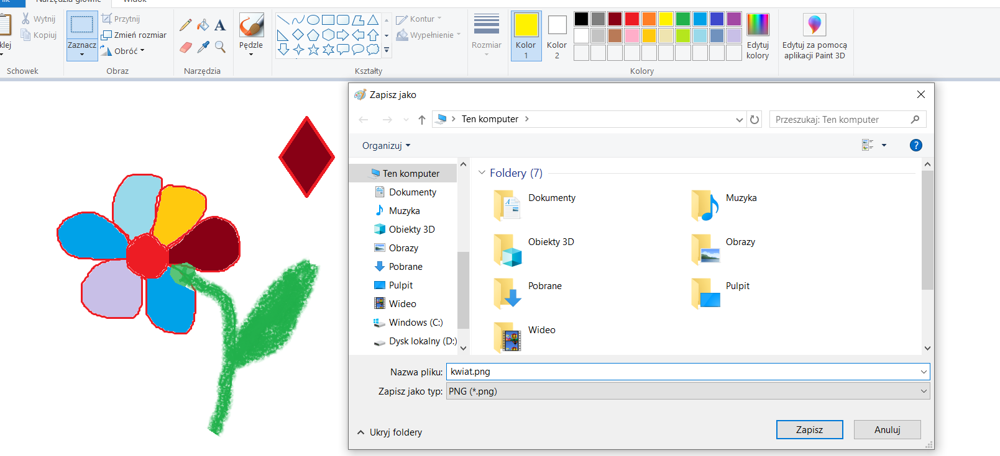 Narzędzia główne
Widok
Wytnij
Kopiuj
Schowek
Zaznacz
Przytnij
Zmień rozmiar
Obróć
Obraz
A
Narzędzia
Pędzle
Kontur
Wypełnienie
Kształty
Rozmiar
Kolor
1
Kolor
2
Edytuj
kolory
Kolory
Edytuj za pomocą
aplikacji Paint 3D
Zapisz jako
Ten komputer
Przeszukaj: Ten komputer
Organizuj
?
Ten komputer
Dokumenty
Muzyka
Obiekty 3D
Obrazy
Pobrane
Pulpit
Wideo
Windows (C:)
Dysk lokalny (D:)
Foldery (7)
Dokumenty
Muzyka
Obiekty 3D
Obrazy
Pobrane
Pulpit
Wideo
Nazwa pliku: kwiat.png
Zapisz jako typ: PNG (*.png)
Ukryj foldery
Zapisz
Anuluj